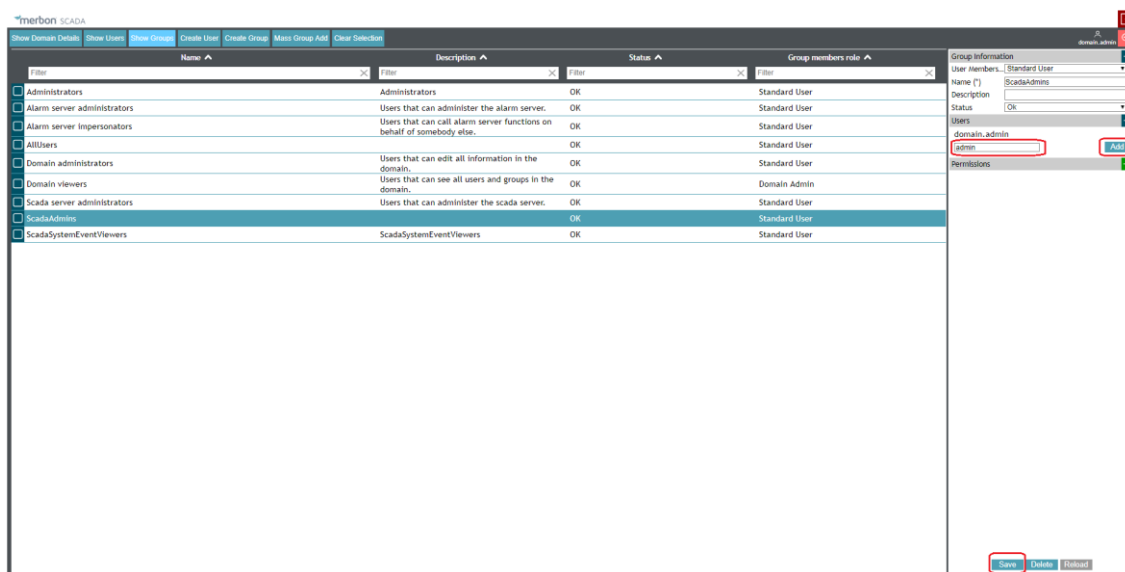 merbon SCADA
domain.admin
Show Domain Details Show Users Show Groups Create User Create Group Mass Group Add Clear Selection
Name Description Status Group members role
Filter Filter Filter Filter
Administrators Administrators OK Standard User
Alarm server administrators Users that can administer the alarm server. OK Standard User
Alarm server impersonators Users that can call alarm server functions on behalf of somebody else. OK Standard User
AllUsers OK Standard User
Domain administrators Users that can edit all information in the domain. OK Standard User
Domain viewers Users that can see all users and groups in the domain. OK Domain Admin
Scada server administrators Users that can administer the scada server. OK Standard User
ScadaAdmins OK Standard User
ScadaSystemEventViewers ScadaSystemEventViewers OK Standard User
Group Information
User Members... Standard User
Name (*) ScadaAdmins
Description
Status Ok
Users
domain.admin
admin Add
Permissions
Save Delete Reload